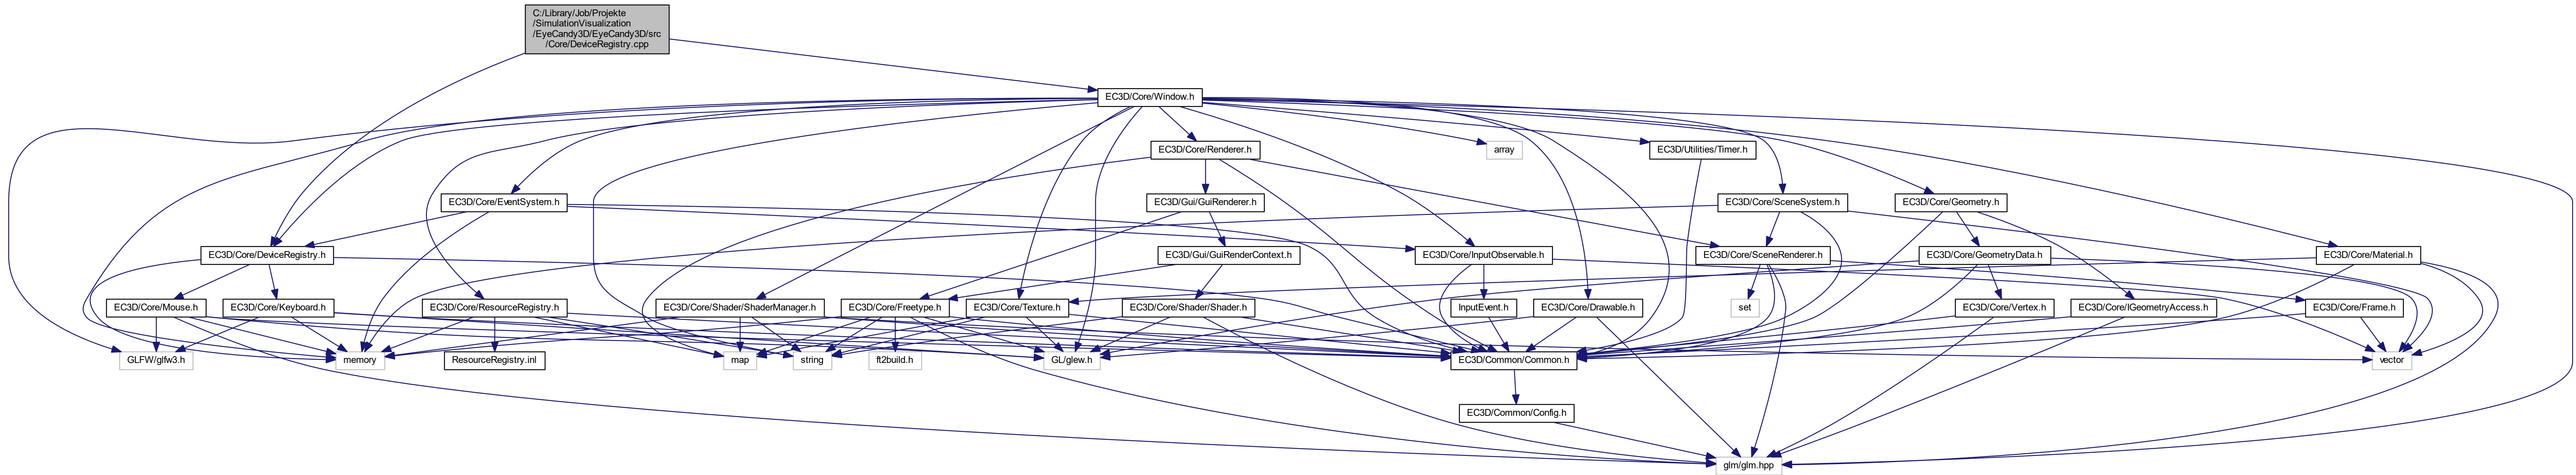 C:/Library/Job/Projekte
/SimulationVisualization
/EyeCandy3D/EyeCandy3D/src
/Core/DeviceRegistry.cpp
EC3D/Core/Window.h
EC3D/Core/Renderer.h
array
EC3D/Utilities/Timer.h
EC3D/Core/EventSystem.h
EC3D/Gui/GuiRenderer.h
EC3D/Core/SceneSystem.h
EC3D/Core/Geometry.h
EC3D/Core/DeviceRegistry.h
EC3D/Gui/GuiRenderContext.h
EC3D/Core/InputObservable.h
EC3D/Core/SceneRenderer.h
EC3D/Core/GeometryData.h
EC3D/Core/Material.h
EC3D/Core/Mouse.h
EC3D/Core/Keyboard.h
EC3D/Core/ResourceRegistry.h
EC3D/Core/Shader/ShaderManager.h
EC3D/Core/Freetype.h
EC3D/Core/Texture.h
EC3D/Core/Shader/Shader.h
InputEvent.h
EC3D/Core/Drawable.h
set
EC3D/Core/Vertex.h
EC3D/Core/IGeometryAccess.h
EC3D/Core/Frame.h
GLFW/glfw3.h
memory
ResourceRegistry.inl
map
string
ft2build.h
GL/glew.h
EC3D/Common/Common.h
vector
EC3D/Common/Config.h
glm/glm.hpp